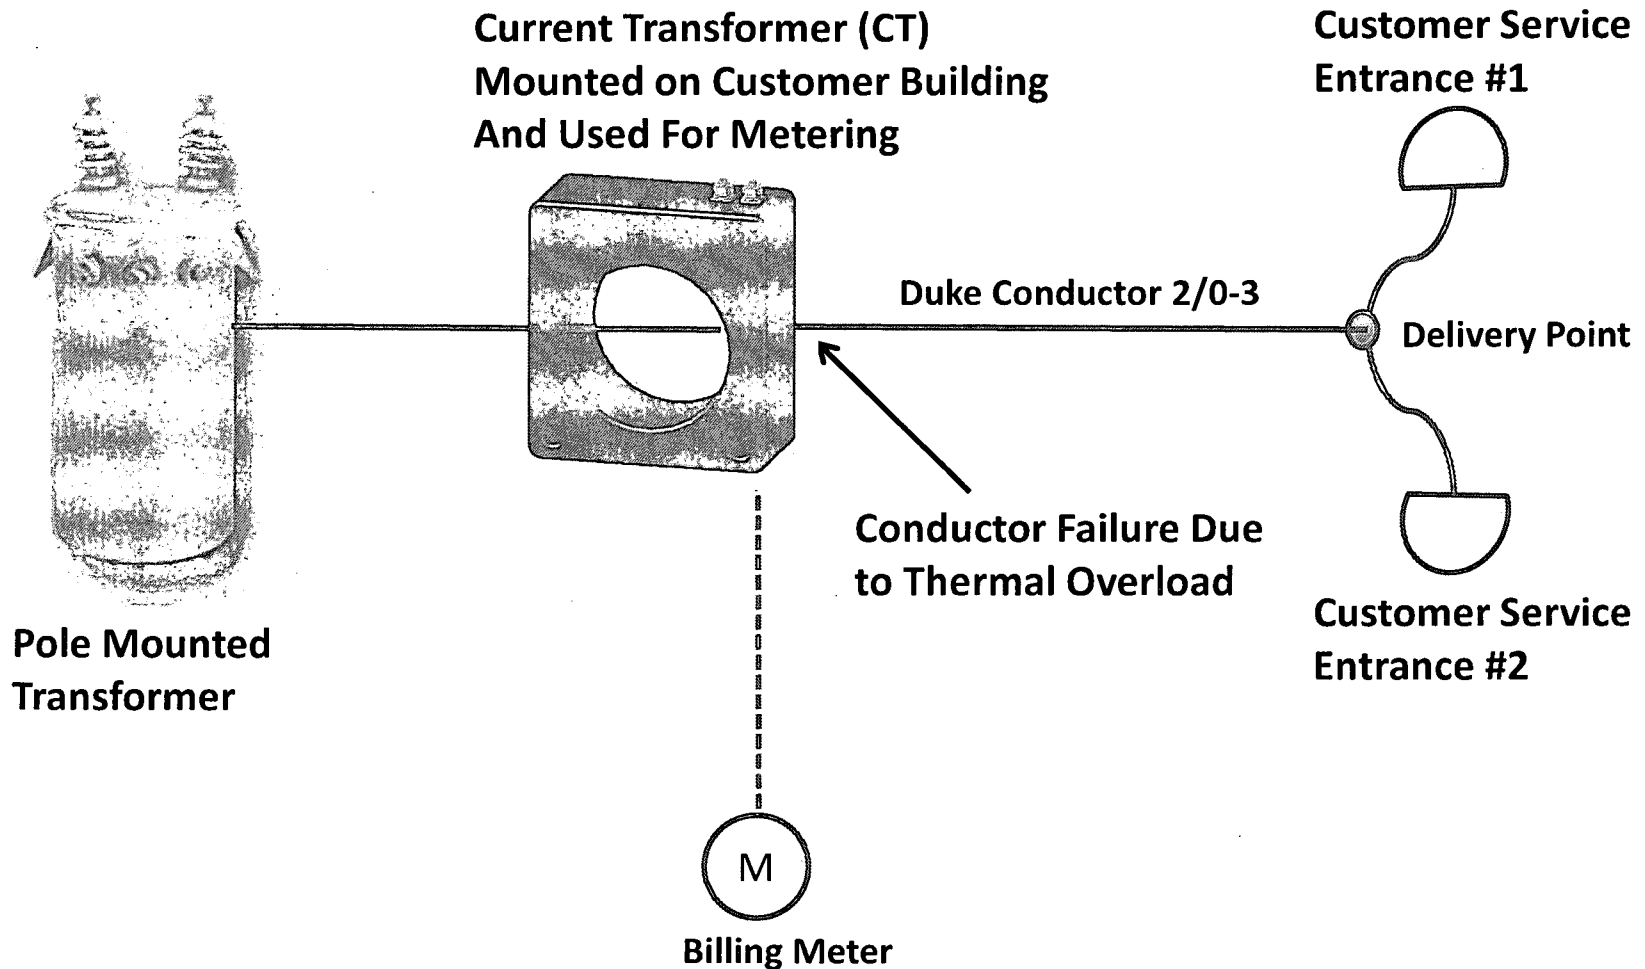 Current Transformer (CT)
Mounted on Customer Building
And Used For Metering
Customer Service
Entrance #1
Duke Conductor 2/0-3
Delivery Point
Conductor Failure Due
to Thermal Overload
Customer Service
Entrance #2
Pole Mounted
Transformer
M
Billing Meter